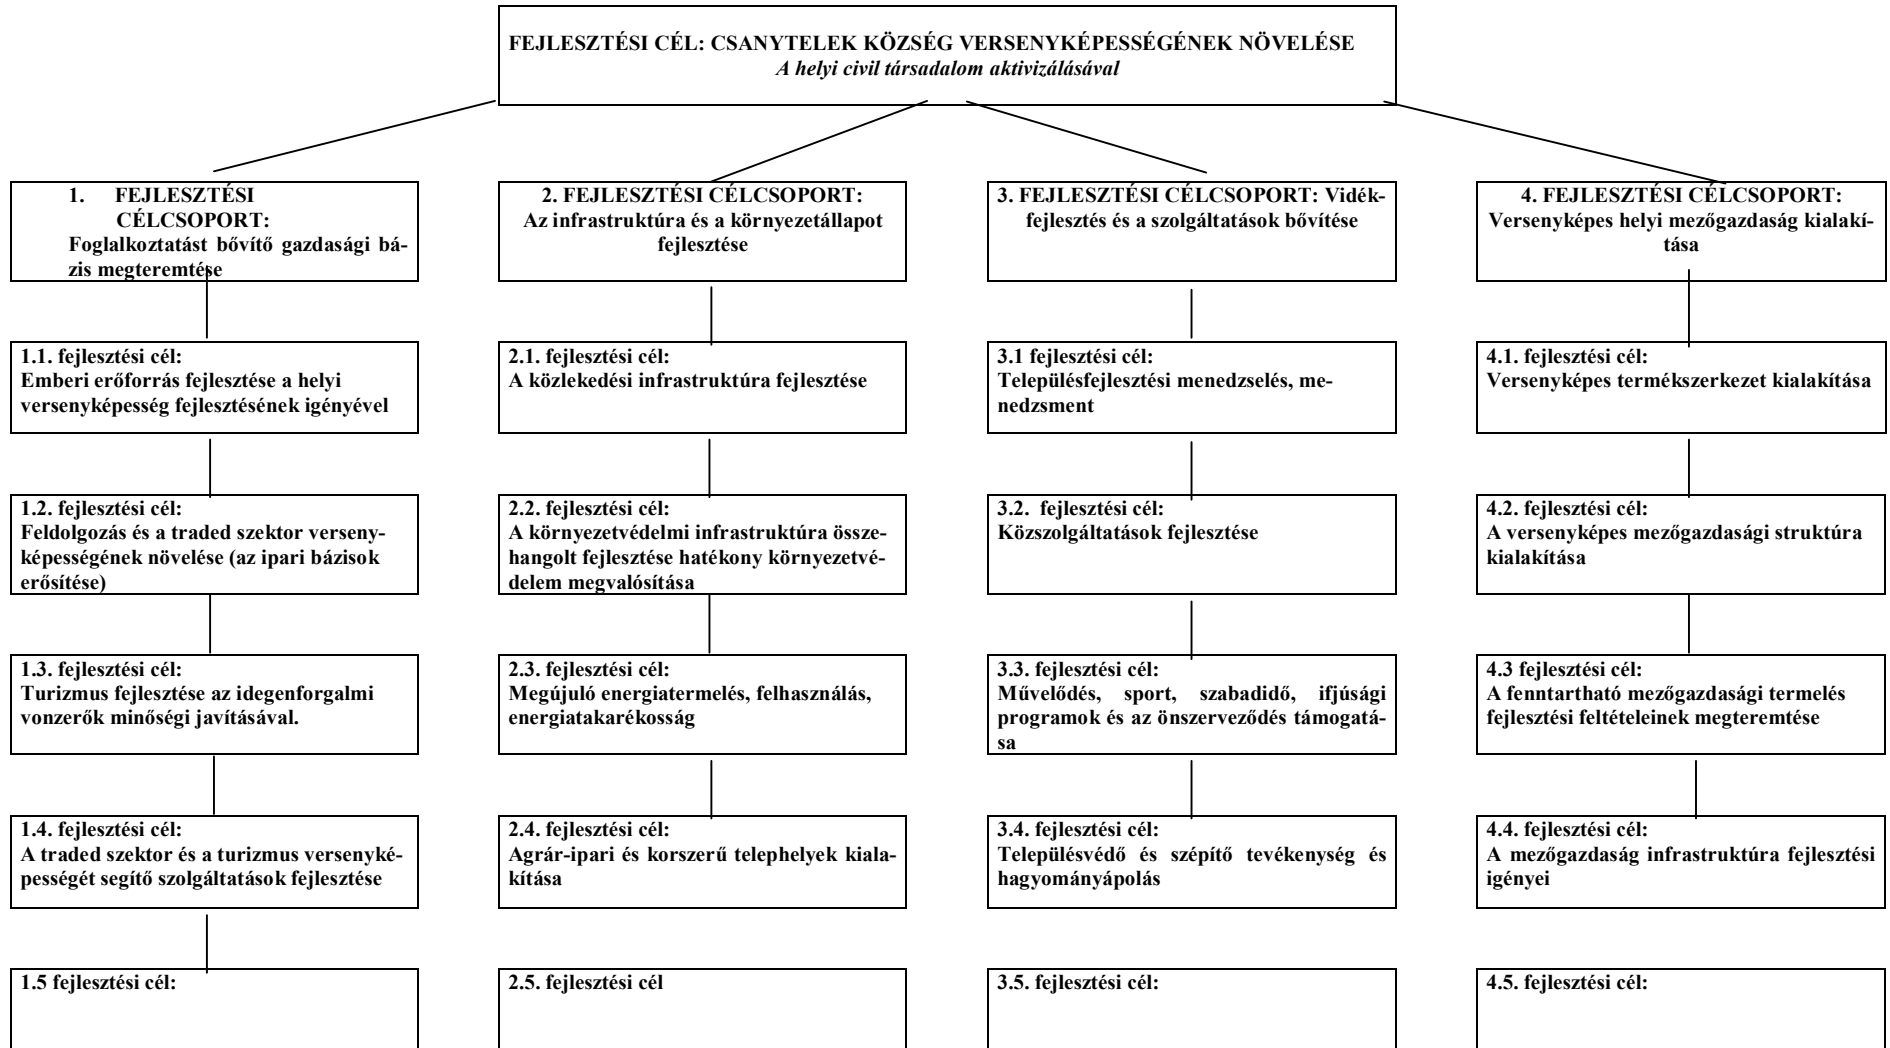 FEJLESZTÉSI CÉL: CSANYTELEK KÖZSÉG VERSENYKÉPESSÉGÉNEK NÖVELÉSE
A helyi civil társadalom aktivizálásával
1. FEJLESZTÉSI
CÉLCSOPORT:
Foglalkoztatást bővítő gazdasági bá-
zis megteremtése
2. FEJLESZTÉSI CÉLCSOPORT:
Az infrastruktúra és a környezetállapot
fejlesztése
3. FEJLESZTÉSI CÉLCSOPORT: Vidék-
fejlesztés és a szolgáltatások bővítése
4. FEJLESZTÉSI CÉLCSOPORT:
Versenyképes helyi mezőgazdaság kialakí-
tása
1.1. fejlesztési cél:
Emberi erőforrás fejlesztése a helyi
versenyképesség fejlesztésének igényével
2.1. fejlesztési cél:
A közlekedési infrastruktúra fejlesztése
3.1 fejlesztési cél:
Településfejlesztési menedzselés, me-
nedzsment
4.1. fejlesztési cél:
Versenyképes termékszerkezet kialakítása
1.2. fejlesztési cél:
Feldolgozás és a traded szektor verseny-
képességének növelése (az ipari bázisok
erősítése)
2.2. fejlesztési cél:
A környezetvédelmi infrastruktúra össze-
hangolt fejlesztése hatékony környezetvé-
delem megvalósítása
3.2. fejlesztési cél:
Közszolgáltatások fejlesztése
4.2. fejlesztési cél:
A versenyképes mezőgazdasági struktúra
kialakítása
1.3. fejlesztési cél:
Turizmus fejlesztése az idegenforgalmi
vonzerők minőségi javításával.
2.3. fejlesztési cél:
Megújuló energiatermelés, felhasználás,
energiatakarékosság
3.3. fejlesztési cél:
Művelődés, sport, szabadidő, ifjúsági
programok és az önszerveződés támogatá-
sa
4.3 fejlesztési cél:
A fenntartható mezőgazdasági termelés
fejlesztési feltételeinek megteremtése
1.4. fejlesztési cél:
A traded szektor és a turizmus versenyké-
pességét segítő szolgáltatások fejlesztése
2.4. fejlesztési cél:
Agrár-ipari és korszerű telephelyek kiala-
kítása
3.4. fejlesztési cél:
Településvédő és szépítő tevékenység és
hagyományápolás
4.4. fejlesztési cél:
A mezőgazdaság infrastruktúra fejlesztési
igényei
1.5 fejlesztési cél:
2.5. fejlesztési cél
3.5. fejlesztési cél:
4.5. fejlesztési cél: